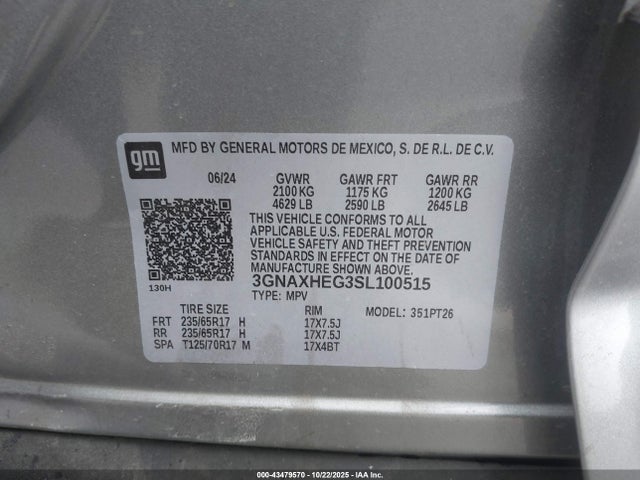 gm
MFD BY GENERAL MOTORS DE MEXICO, S. DE R.L. DE C.V.
06/24 GVWR GAWR FRT GAWR RR
2100 KG 1175 KG 1200 KG
4629 LB 2590 LB 2645 LB
THIS VEHICLE CONFORMS TO ALL
APPLICABLE U.S. FEDERAL MOTOR
VEHICLE SAFETY AND THEFT PREVENTION
STANDARDS IN EFFECT ON THE DATE OF
MANUFACTURE SHOWN ABOVE.
3GNAXHEG3SL100515
130H
TYPE: MPV
TIRE SIZE RIM MODEL: 351PT26
FRT 235/65R17 H 17X7.5J
RR 235/65R17 H 17X7.5J
SPA T125/70R17 M 17X4BT
000-43479570 - 10/22/2025 - IAAI.COM